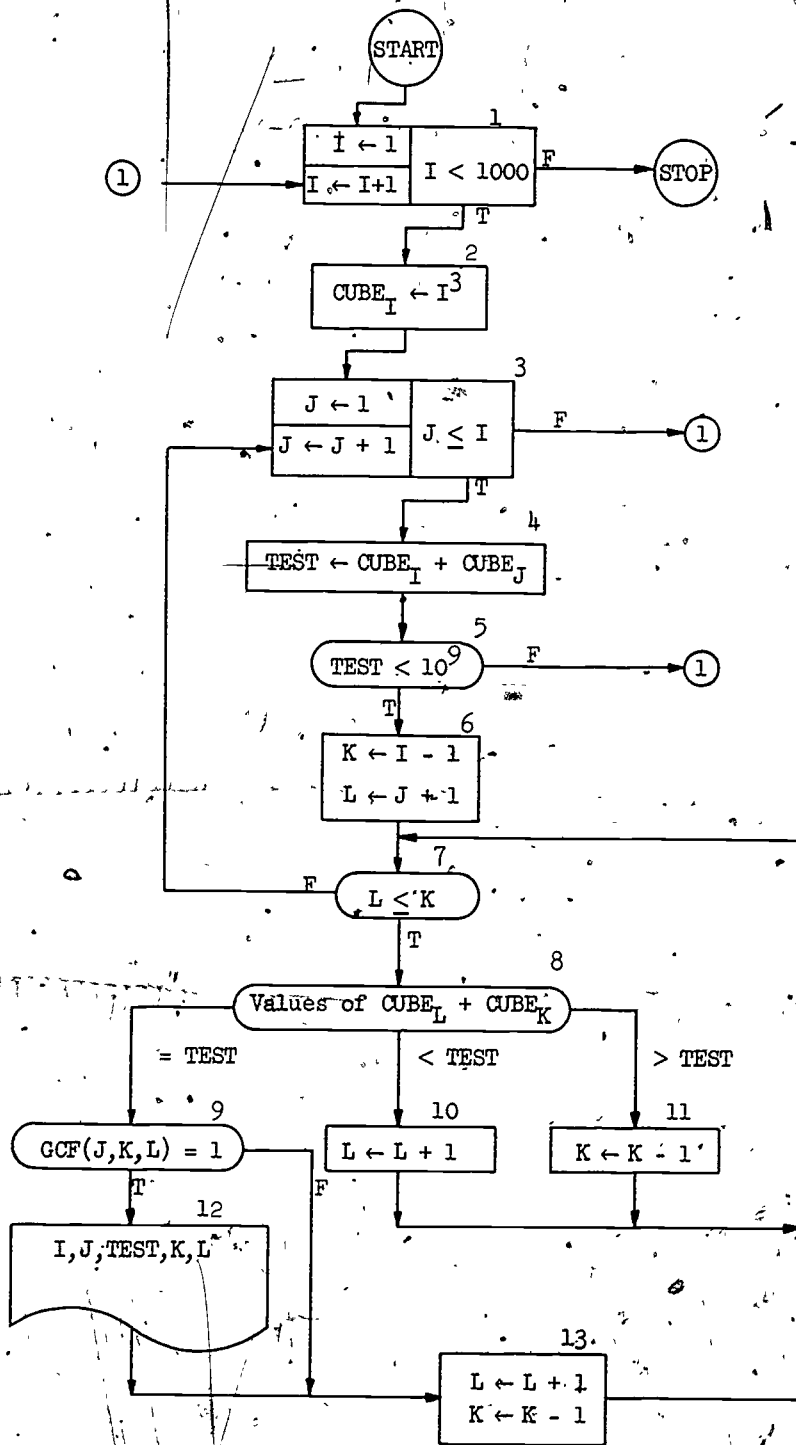 START
1
I ← 1
I ← I+1
I < 1000
F
STOP
1
T
2
CUBE_I ← I^3
3
J ← 1
J ← J + 1
J ≤ I
F
1
T
4
TEST ← CUBE_I + CUBE_J
5
TEST < 10^9
F
1
T
6
K ← I - 1
L ← J + 1
7
F
L ≤ K
T
8
Values of CUBE_L + CUBE_K
= TEST
< TEST
> TEST
9
GCF(J,K,L) = 1
10
L ← L + 1
11
K ← K - 1
T
F
12
I,J,TEST,K,L
13
L ← L + 1
K ← K - 1